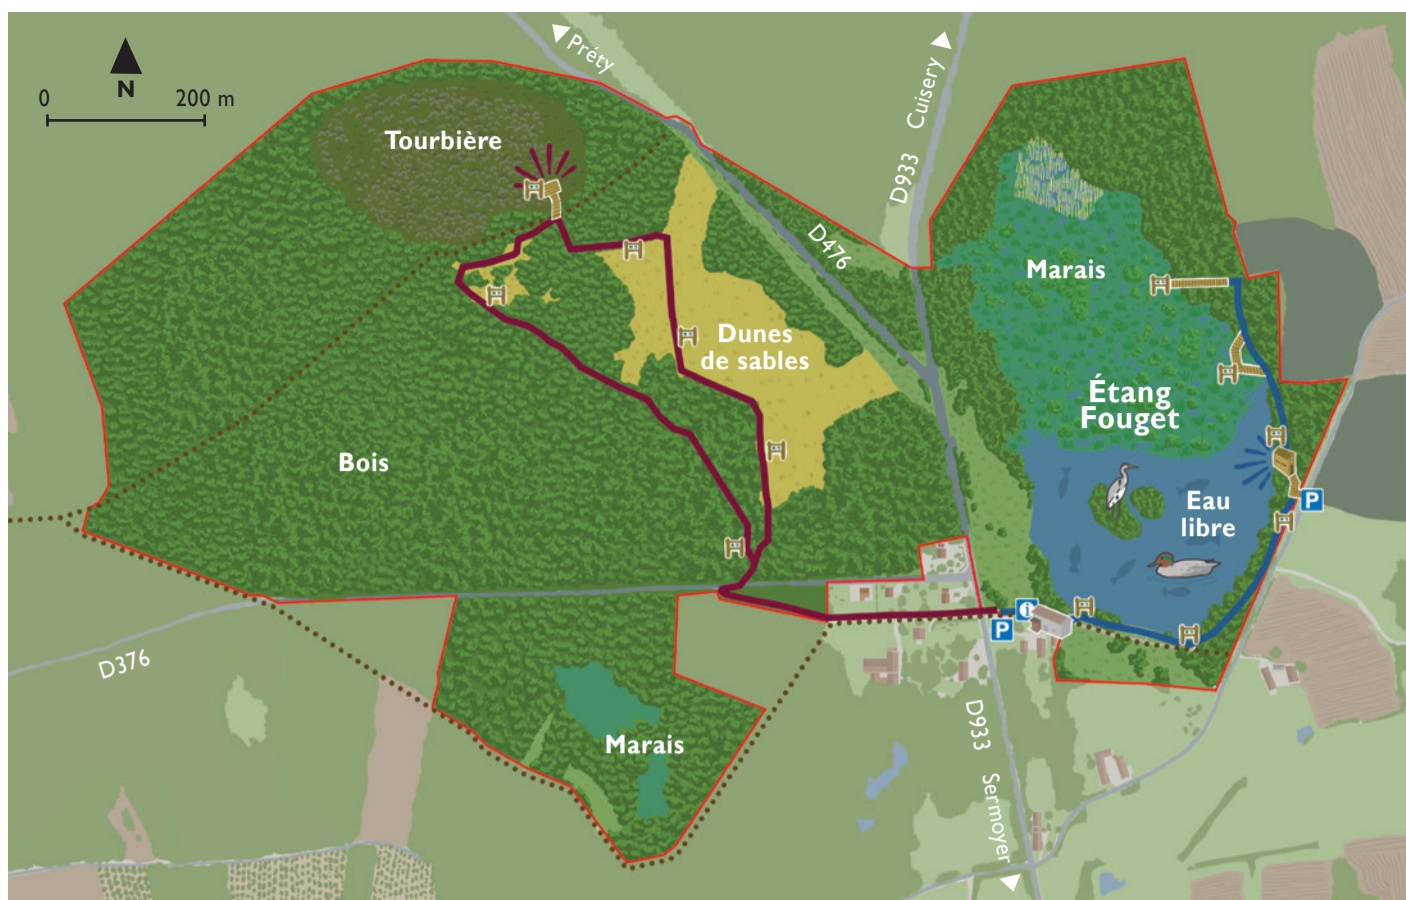 N
0 200 m
Préty
Cuisery
D933
Tourbière
D476
Marais
Dunes
de sables
Étang
Fouget
Bois
Eau
libre
P
i
P
D376
Marais
D933
Sermoyer